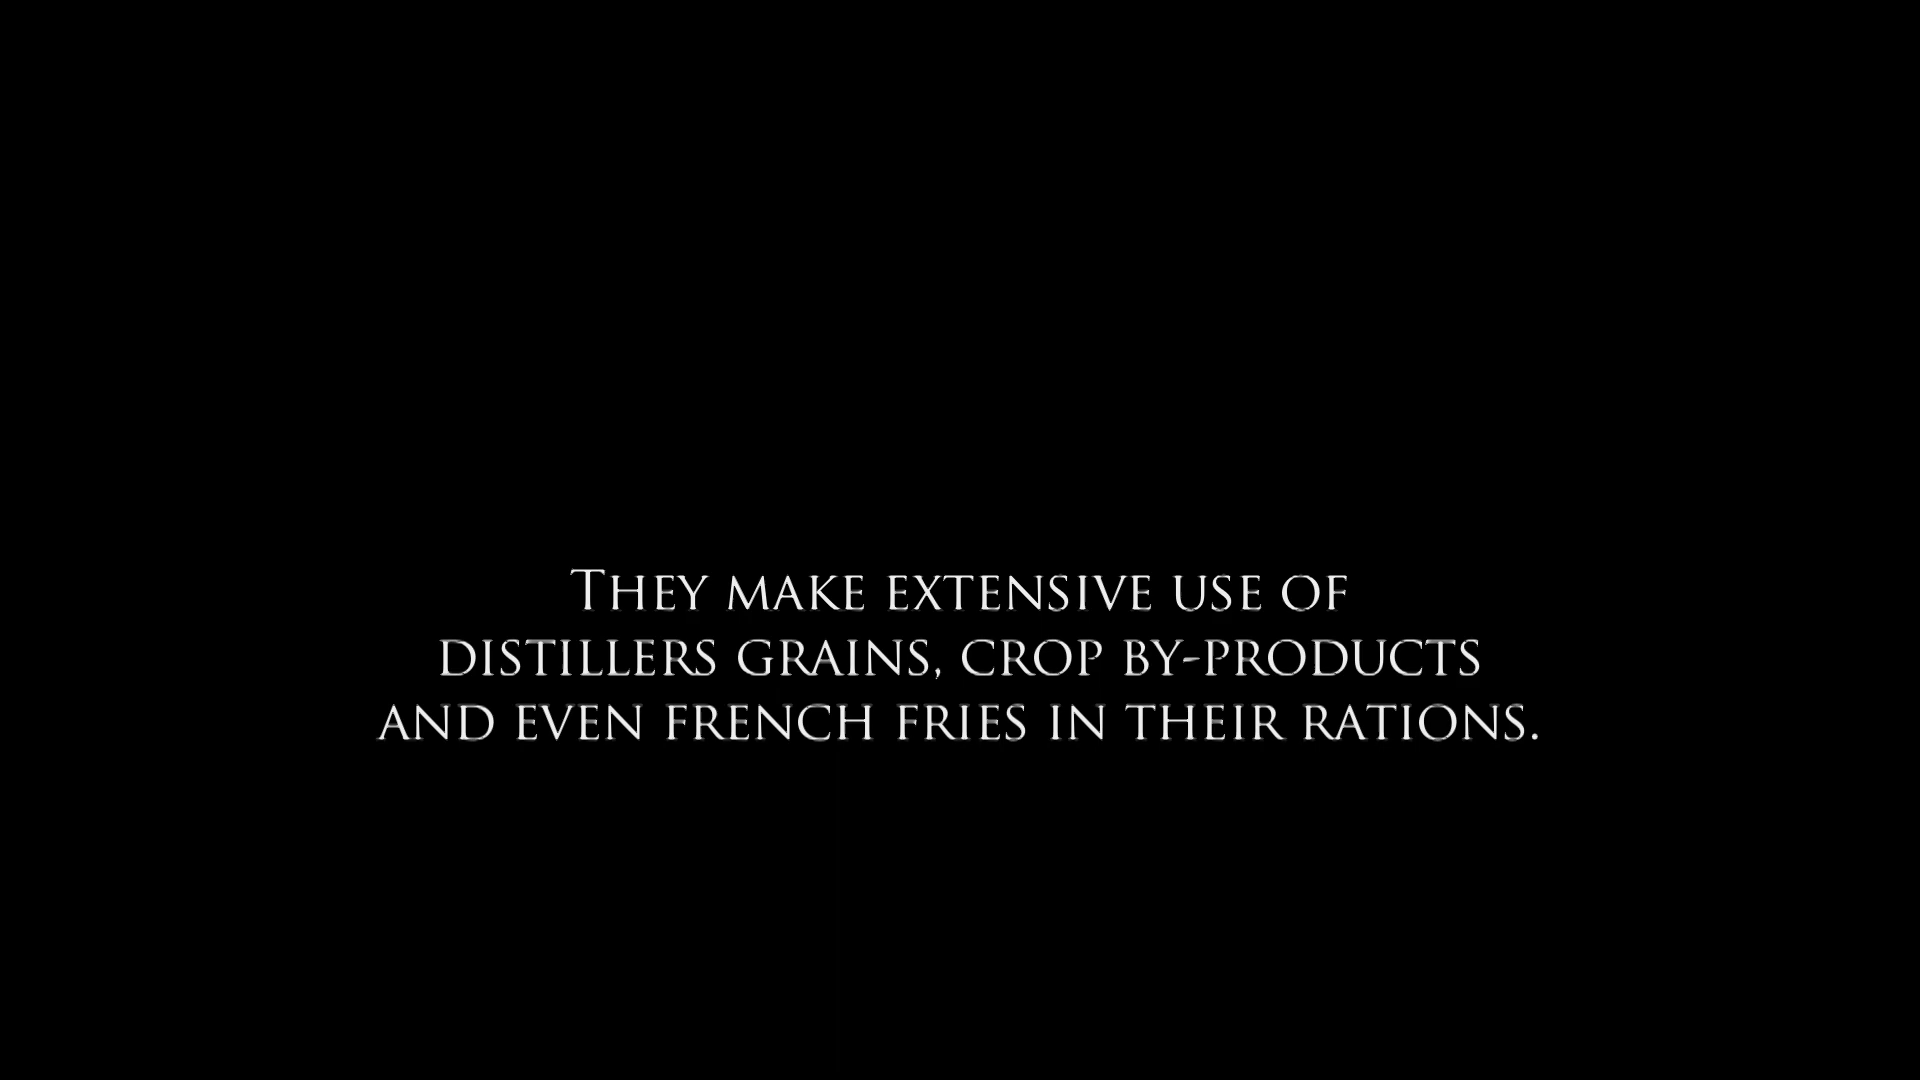 They make extensive use of
distillers grains, crop by-products
and even french fries in their rations.